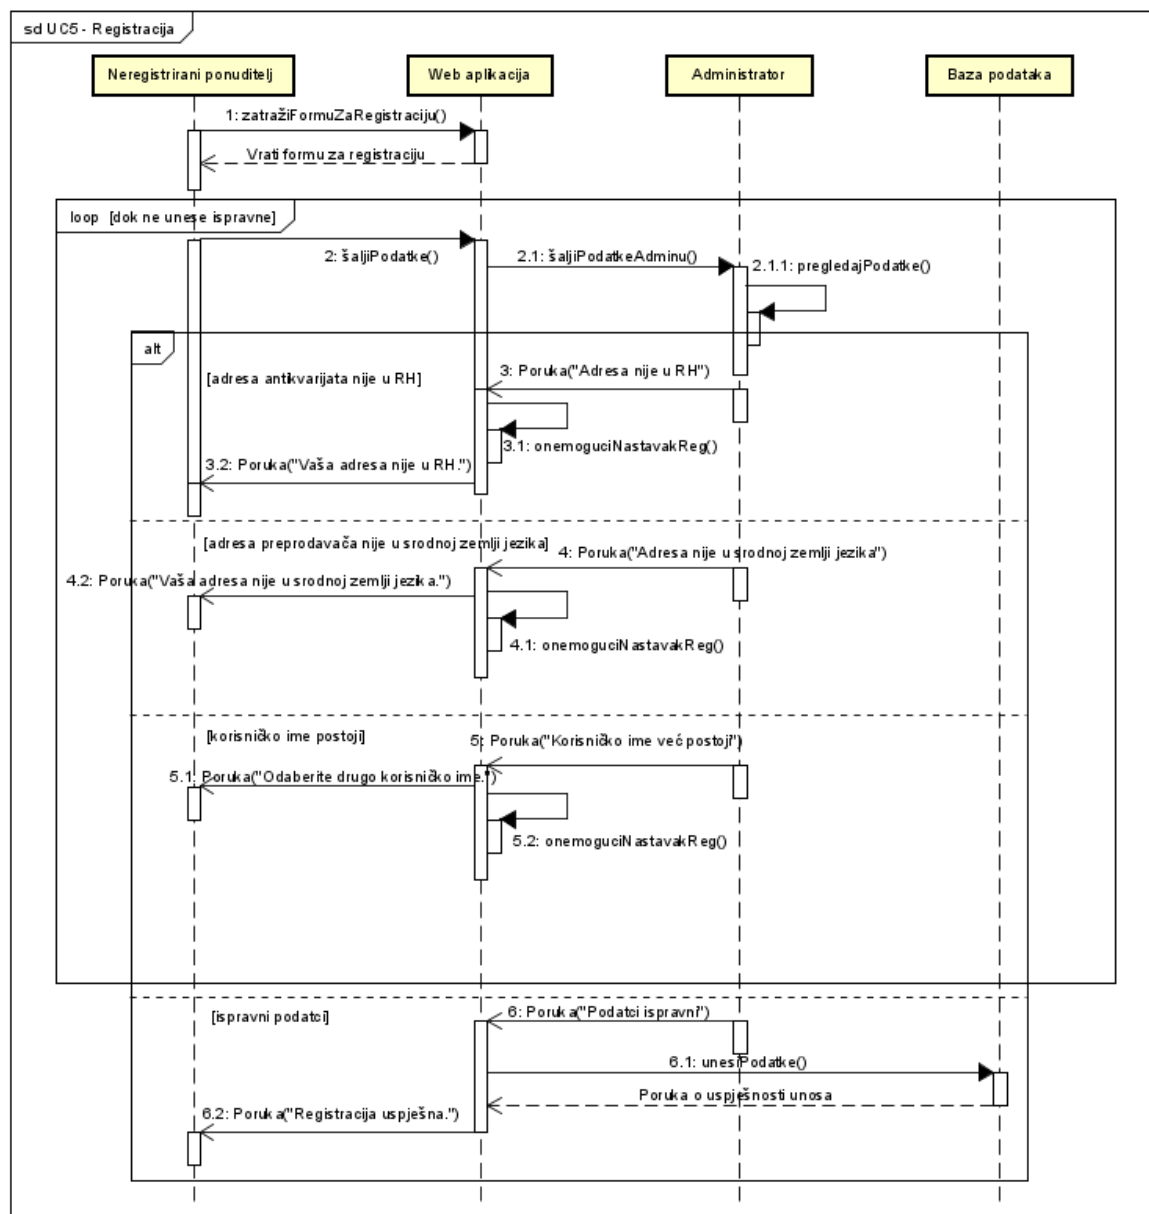 sd UC5 - Registracija
Neregistrirani ponuditelj
Web aplikacija
Administrator
Baza podataka
1: zatražiFormuZaRegistraciju()
Vrati formu za registraciju
loop [dok ne unese ispravne]
2: šaljiPodatke()
2.1: šaljiPodatkeAdminu()
2.1.1: pregledajPodatke()
alt
[adresa antikvarijata nije u RH]
3: Poruka("Adresa nije u RH")
3.1: onemoguciNastavakReg()
3.2: Poruka("Vaša adresa nije u RH.")
[adresa preprodavača nije u srodnoj zemlji jezika]
4: Poruka("Adresa nije u srodnoj zemlji jezika")
4.2: Poruka("Vaša adresa nije u srodnoj zemlji jezika.")
4.1: onemoguciNastavakReg()
[korisničko ime postoji]
5: Poruka("Korisničko ime već postoji")
5.1: Poruka("Odaberite drugo korisničko ime.")
5.2: onemoguciNastavakReg()
[ispravni podatci]
6: Poruka("Podatci ispravni")
6.1: unesiPodatke()
Poruka o uspješnosti unosa
6.2: Poruka("Registracija uspješna.")